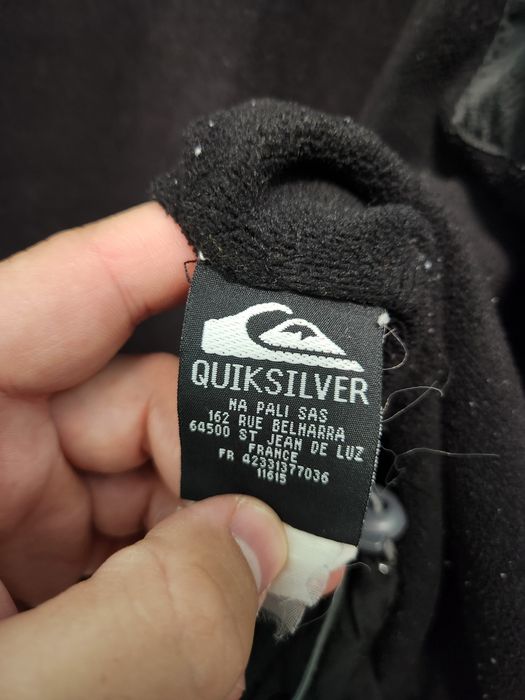 QUIKSILVER
NA PALI SAS
162 RUE BELHARRA
64500 ST JEAN DE LUZ
FRANCE
FR 42331377036
11615